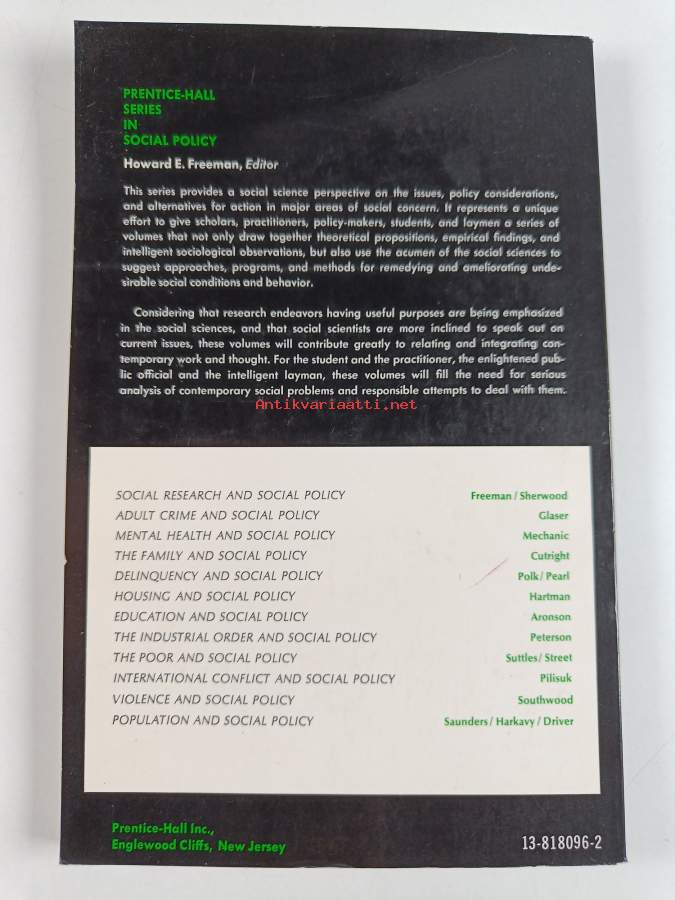 PRENTICE-HALL
SERIES
IN
SOCIAL POLICY
Howard E. Freeman, Editor
This series provides a social science perspective on the issues, policy considerations,
and alternatives for action in major areas of social concern. It represents a unique
effort to give scholars, practitioners, policy-makers, students, and laymen a series of
volumes that not only draw together theoretical propositions, empirical findings, and
intelligent sociological observations, but also use the acumen of the social sciences to
suggest approaches, programs, and methods for remedying and ameliorating unde-
sirable social conditions and behavior.
Considering that research endeavors having useful purposes are being emphasized
in the social sciences, and that social scientists are more inclined to speak out on
current issues, these volumes will contribute greatly to relating and integrating con-
temporary work and thought. For the student and the practitioner, the enlightened pub-
lic official and the intelligent layman, these volumes will fill the need for serious
analysis of contemporary social problems and responsible attempts to deal with them.
Antikvariaatti.net
SOCIAL RESEARCH AND SOCIAL POLICY Freeman / Sherwood
ADULT CRIME AND SOCIAL POLICY Glaser
MENTAL HEALTH AND SOCIAL POLICY Mechanic
THE FAMILY AND SOCIAL POLICY Cutright
DELINQUENCY AND SOCIAL POLICY Polk / Pearl
HOUSING AND SOCIAL POLICY Hartman
EDUCATION AND SOCIAL POLICY Aronson
THE INDUSTRIAL ORDER AND SOCIAL POLICY Peterson
THE POOR AND SOCIAL POLICY Suttles / Street
INTERNATIONAL CONFLICT AND SOCIAL POLICY Pilisuk
VIOLENCE AND SOCIAL POLICY Southwood
POPULATION AND SOCIAL POLICY Saunders / Harkavy / Driver
Prentice-Hall Inc.,
Englewood Cliffs, New Jersey 13-818096-2